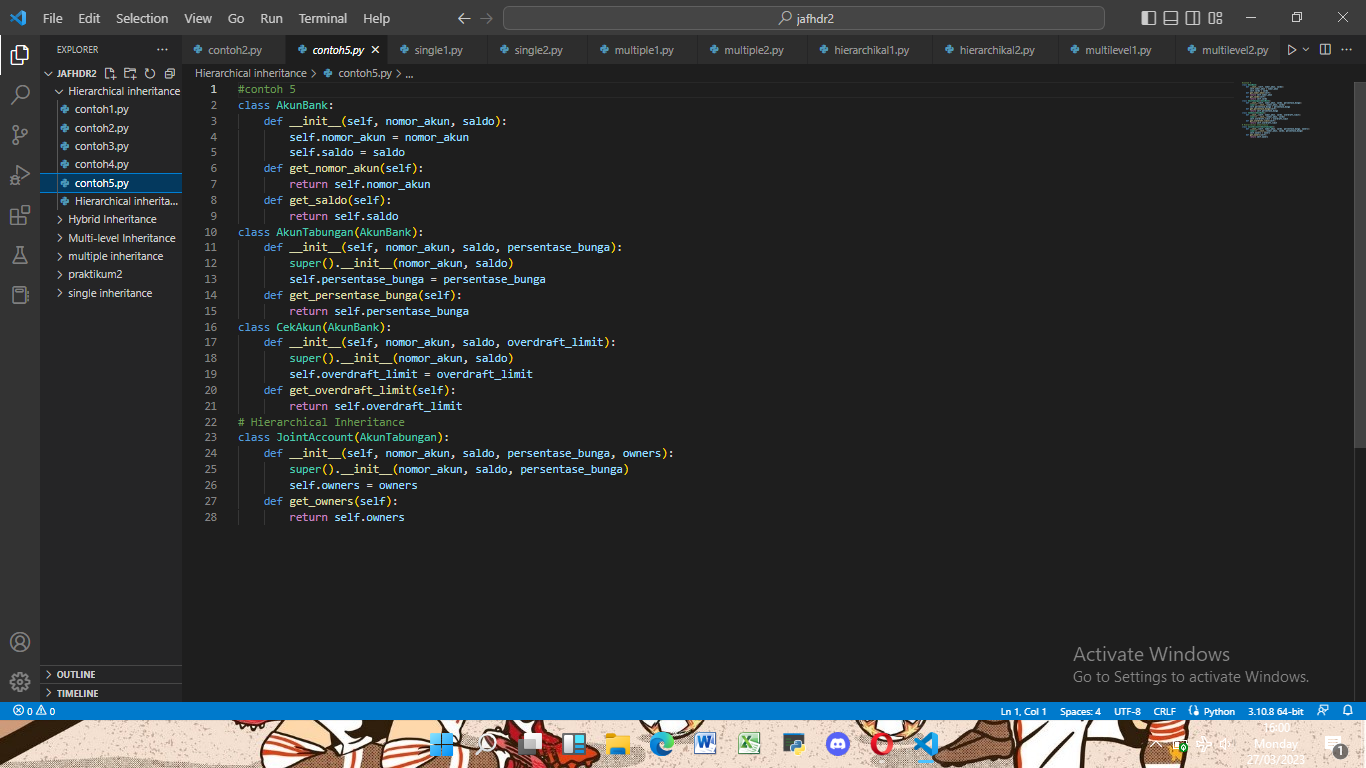 File Edit Selection View Go Run Terminal Help
jafhdr2
EXPLORER
contoh2.py contoh5.py single1.py single2.py multiple1.py multiple2.py hierarchikal1.py hierarchikal2.py multilevel1.py multilevel2.py
JAFHDR2
Hierarchical inheritance
contoh1.py
contoh2.py
contoh3.py
contoh4.py
contoh5.py
Hierarchical inherita...
Hybrid Inheritance
Multi-level Inheritance
multiple inheritance
praktikum2
single inheritance
OUTLINE
TIMELINE
Hierarchical inheritance > contoh5.py > ...
1 #contoh 5
2 class AkunBank:
3     def __init__(self, nomor_akun, saldo):
4         self.nomor_akun = nomor_akun
5         self.saldo = saldo
6     def get_nomor_akun(self):
7         return self.nomor_akun
8     def get_saldo(self):
9         return self.saldo
10 class AkunTabungan(AkunBank):
11     def __init__(self, nomor_akun, saldo, persentase_bunga):
12         super().__init__(nomor_akun, saldo)
13         self.persentase_bunga = persentase_bunga
14     def get_persentase_bunga(self):
15         return self.persentase_bunga
16 class CekAkun(AkunBank):
17     def __init__(self, nomor_akun, saldo, overdraft_limit):
18         super().__init__(nomor_akun, saldo)
19         self.overdraft_limit = overdraft_limit
20     def get_overdraft_limit(self):
21         return self.overdraft_limit
22 # Hierarchical Inheritance
23 class JointAccount(AkunTabungan):
24     def __init__(self, nomor_akun, saldo, persentase_bunga, owners):
25         super().__init__(nomor_akun, saldo, persentase_bunga)
26         self.owners = owners
27     def get_owners(self):
28         return self.owners
Activate Windows
Go to Settings to activate Windows.
0 0 Ln 1, Col 1 Spaces: 4 UTF-8 CRLF Python 3.10.8 64-bit
16:00
Monday
27/03/2023
1